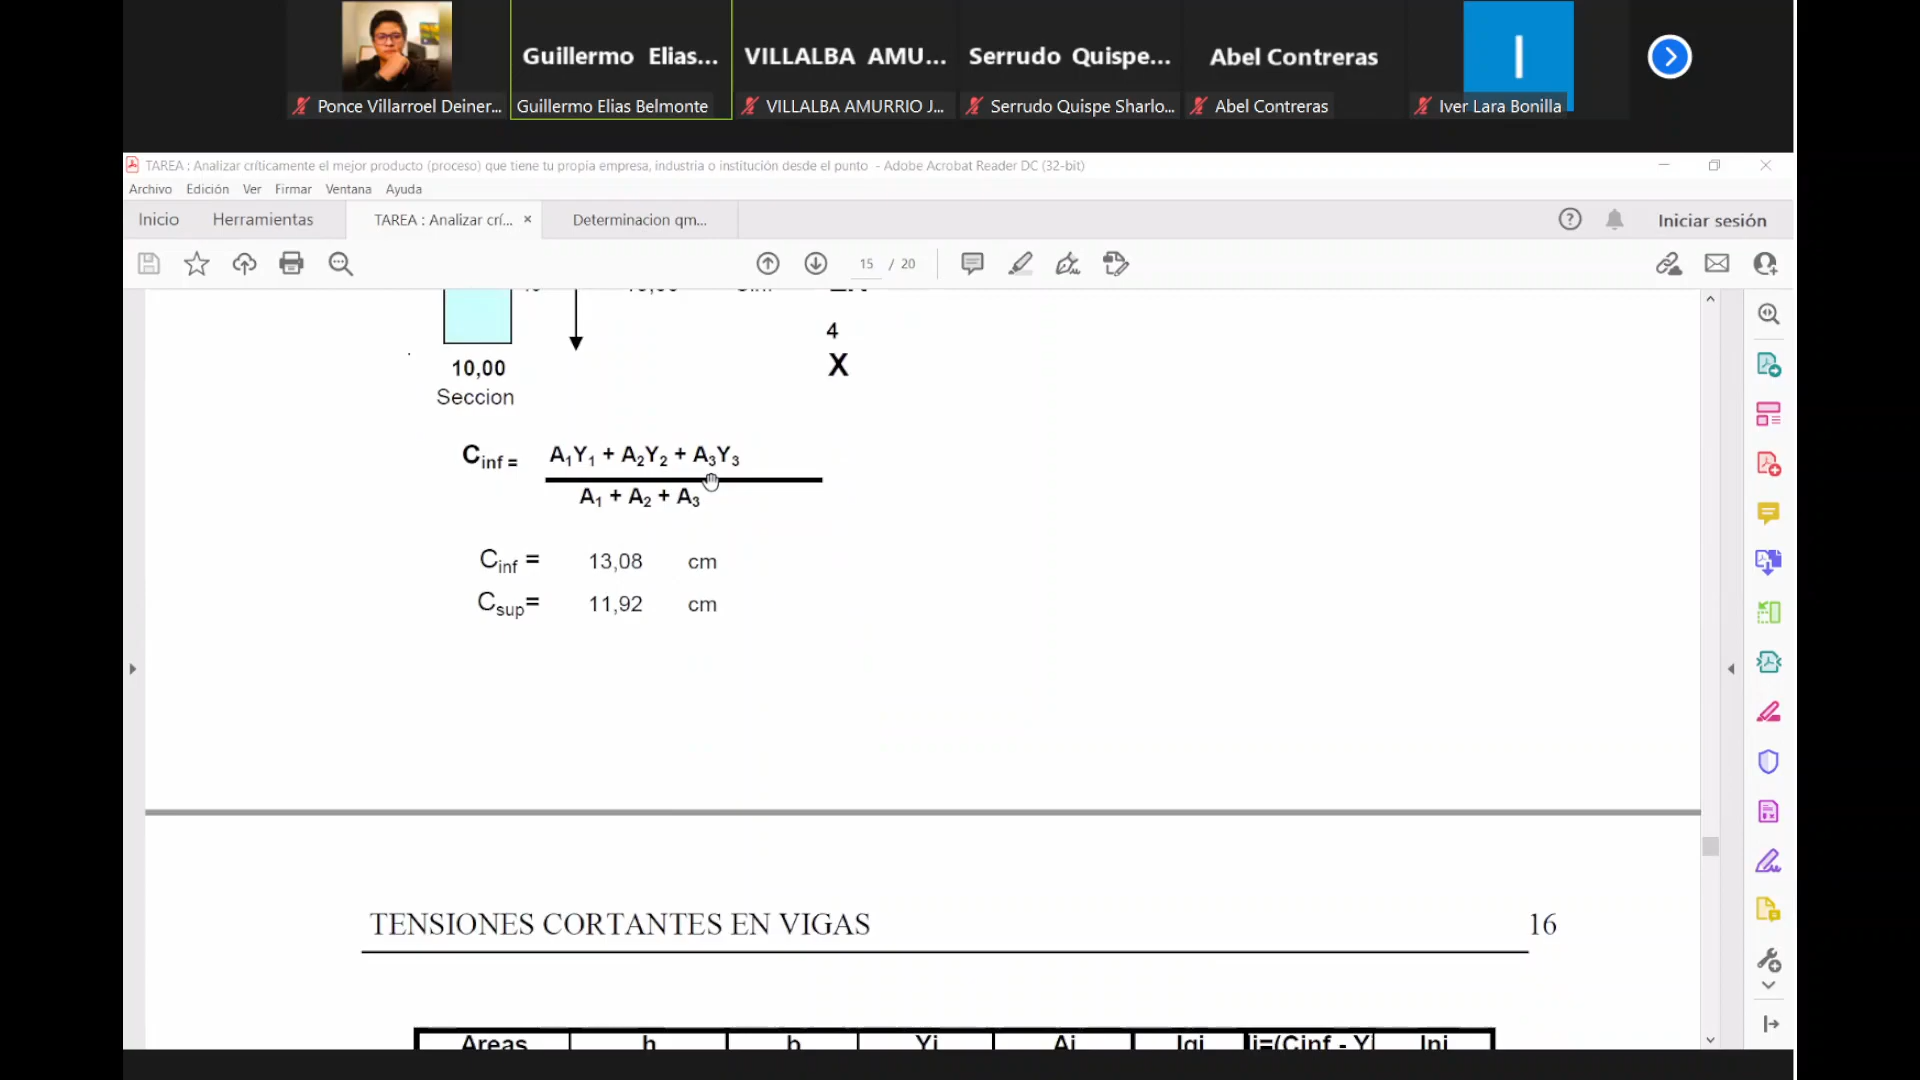 Guillermo Elias...
VILLALBA AMU...
Serrudo Quispe...
Abel Contreras
I
Ponce Villarroel Deiner...
Guillermo Elias Belmonte
VILLALBA AMURRIO J...
Serrudo Quispe Sharlo...
Abel Contreras
Iver Lara Bonilla
TAREA : Analizar críticamente el mejor producto (proceso) que tiene tu propia empresa, industria o institución desde el punto - Adobe Acrobat Reader DC (32-bit)
Archivo Edición Ver Firmar Ventana Ayuda
Inicio Herramientas TAREA : Analizar crí... × Determinacion qm... Iniciar sesión
15 / 20
4
X
10,00
Seccion
Cinf = A1Y1 + A2Y2 + A3Y3
A1 + A2 + A3
Cinf = 13,08 cm
Csup= 11,92 cm
TENSIONES CORTANTES EN VIGAS 16
Areas h b Yi Ai Igi i=(Cinf - Y Ini